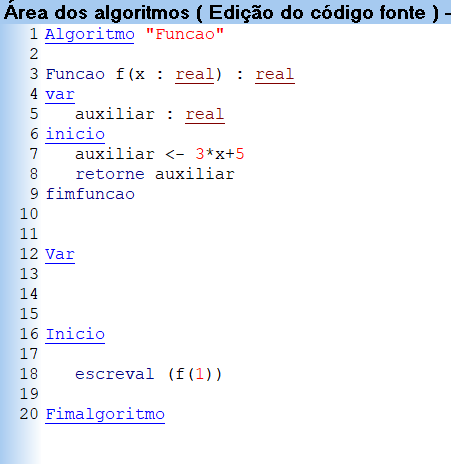 Área dos algoritmos ( Edição do código fonte ) -
1 Algoritmo "Funcao"
2
3 Funcao f(x : real) : real
4 var
5    auxiliar : real
6 inicio
7    auxiliar <- 3*x+5
8    retorne auxiliar
9 fimfuncao
10
11
12 Var
13
14
15
16 Inicio
17
18    escreval (f(1))
19
20 Fimalgoritmo